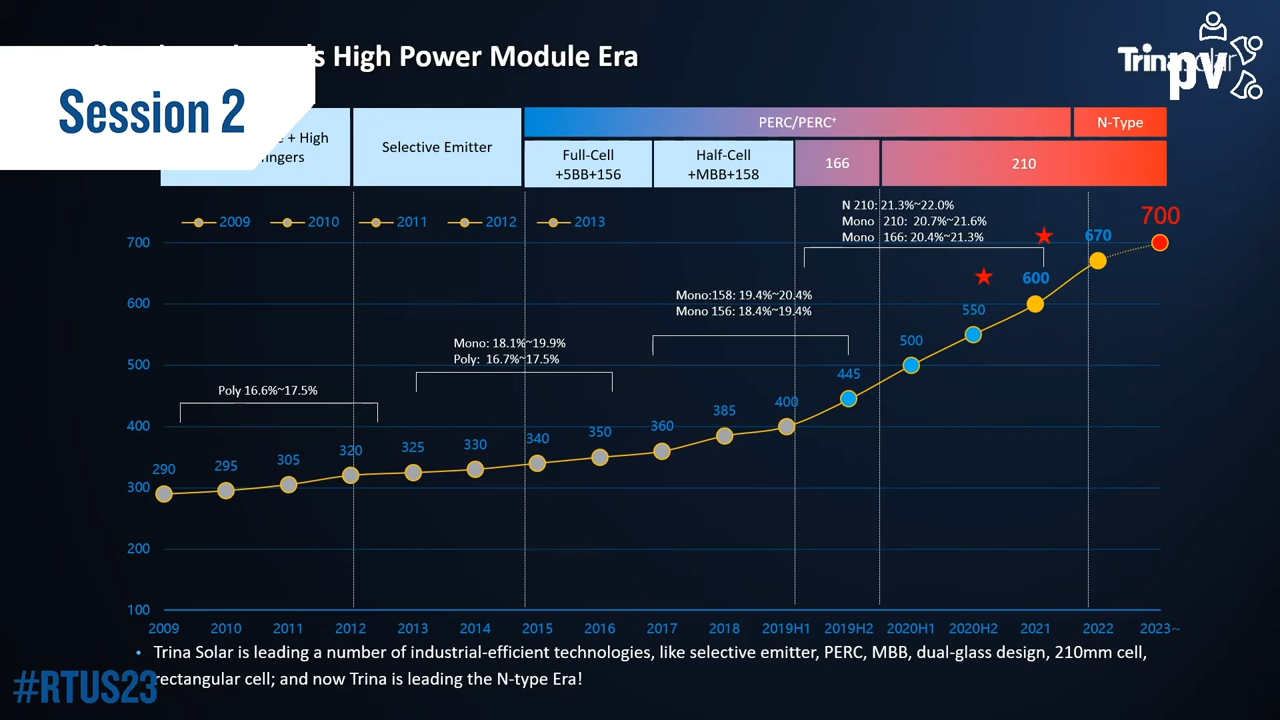 High Power Module Era
Trina
pv
Session 2
+ High
Selective Emitter
PERC/PERC⁺
N-Type
Full-Cell
+5BB+156
Half-Cell
+MBB+158
166
210
2009
2010
2011
2012
2013
N 210: 21.3%~22.0%
Mono 210: 20.7%~21.6%
Mono 166: 20.4%~21.3%
Mono:158: 19.4%~20.4%
Mono 156: 18.4%~19.4%
Mono: 18.1%~19.9%
Poly: 16.7%~17.5%
Poly 16.6%~17.5%
700
600
500
400
300
200
100
290
295
305
320
325
330
340
350
360
385
400
445
500
550
600
670
700
2009 2010 2011 2012 2013 2014 2015 2016 2017 2018 2019H1 2019H2 2020H1 2020H2 2021 2022 2023~
• Trina Solar is leading a number of industrial-efficient technologies, like selective emitter, PERC, MBB, dual-glass design, 210mm cell,
rectangular cell; and now Trina is leading the N-type Era!
#RTUS23